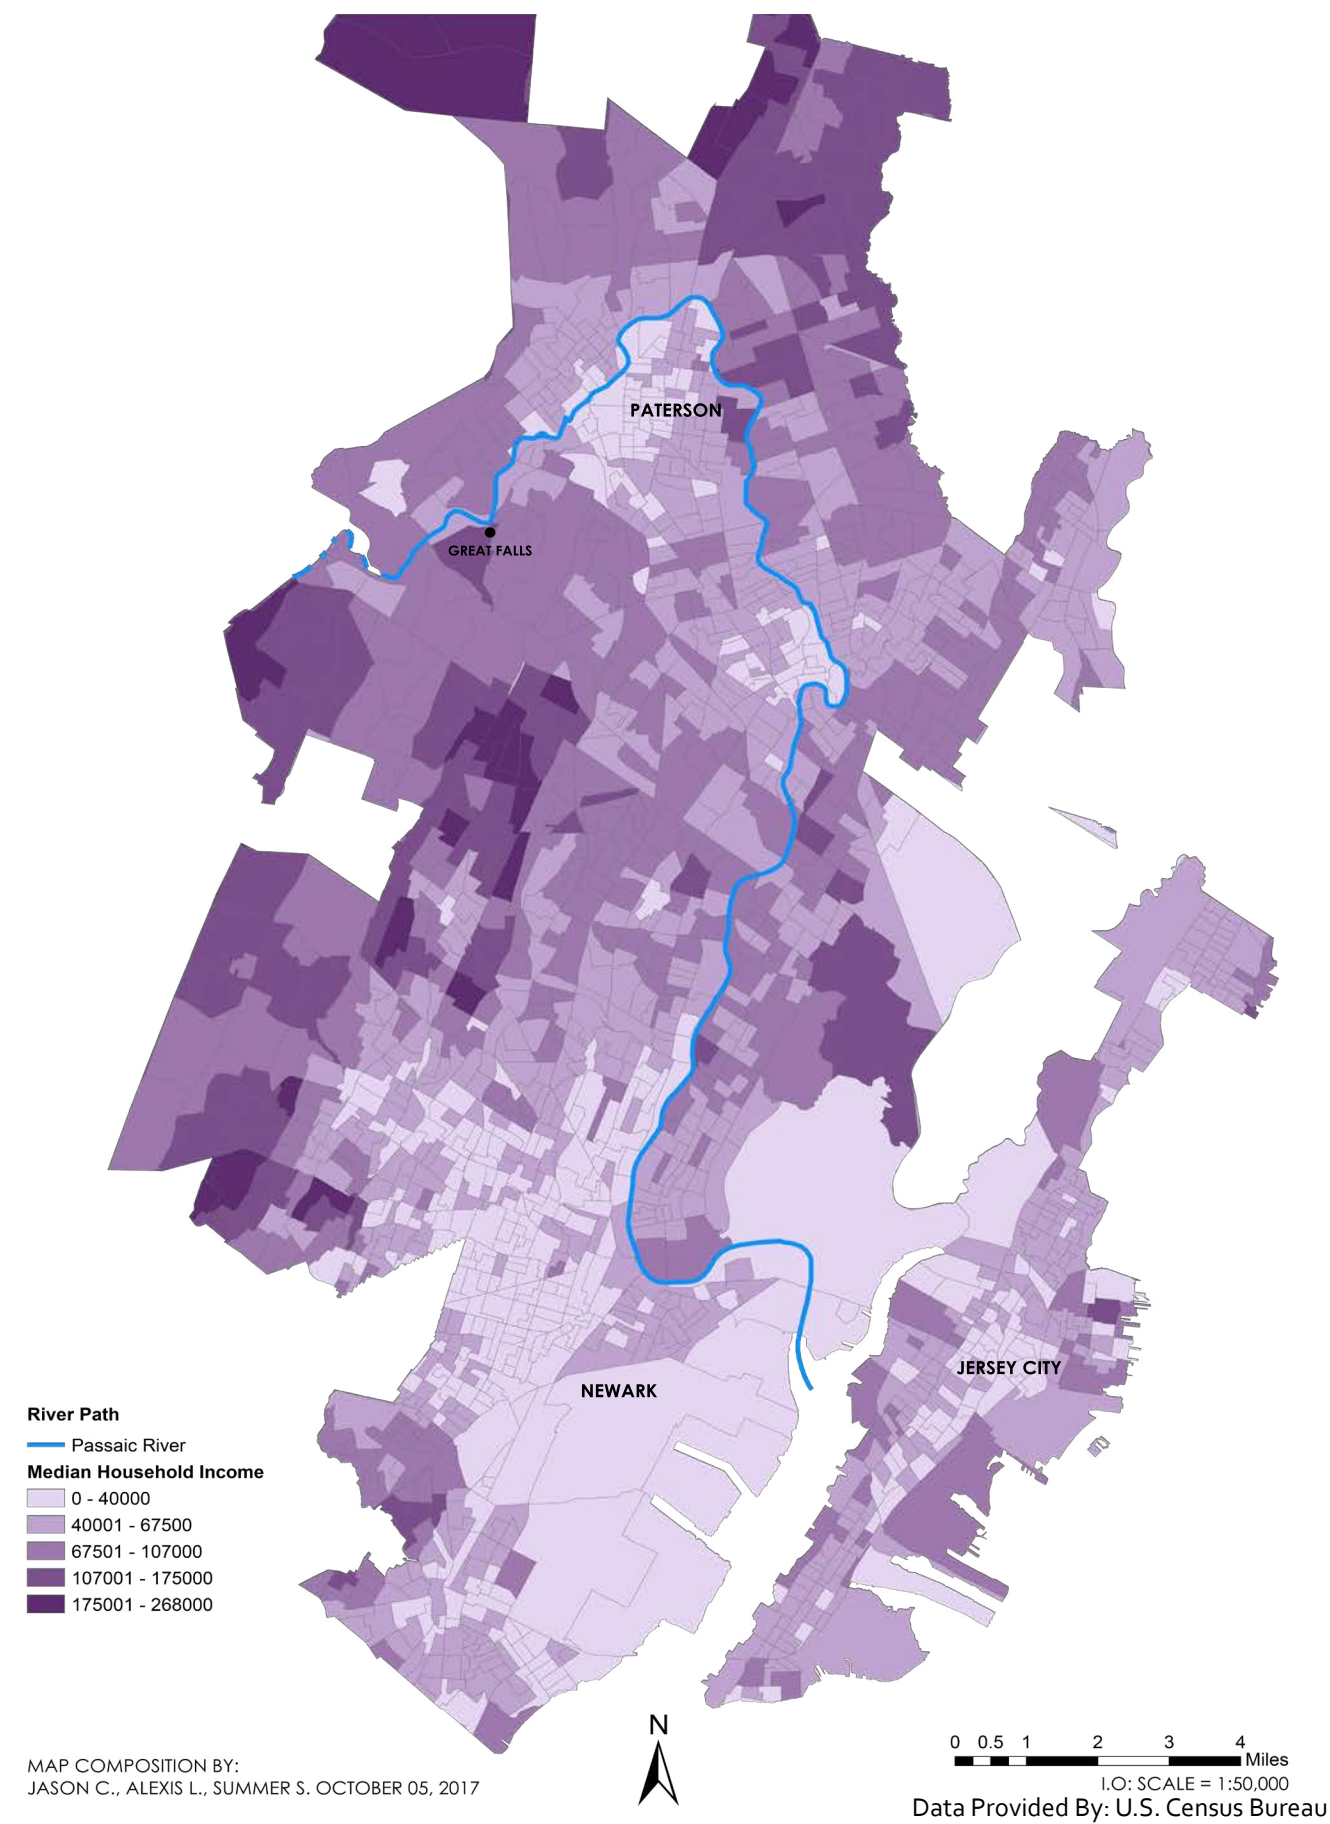 PATERSON
GREAT FALLS
JERSEY CITY
NEWARK
River Path
Passaic River
Median Household Income
0 - 40000
40001 - 67500
67501 - 107000
107001 - 175000
175001 - 268000
N
0 0.5 1 2 3 4
Miles
MAP COMPOSITION BY:
JASON C., ALEXIS L., SUMMER S. OCTOBER 05, 2017
I.O: SCALE = 1:50,000
Data Provided By: U.S. Census Bureau